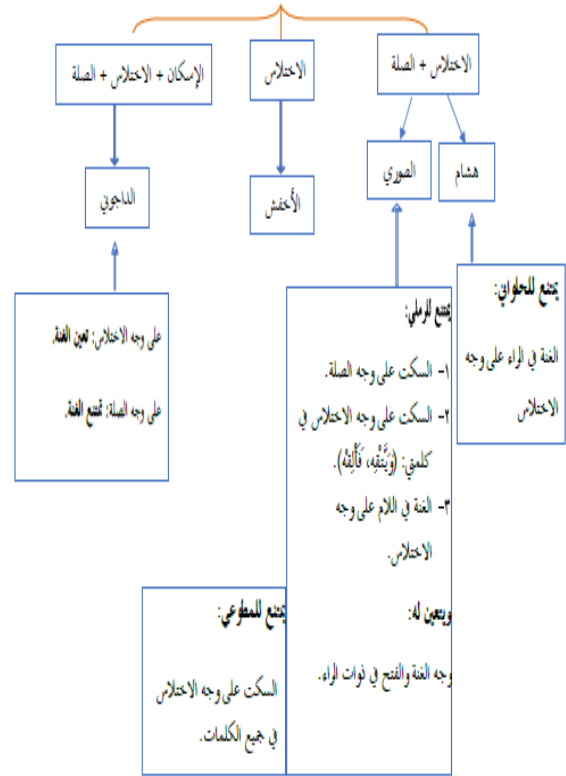 الاختلاس + الصلة
الاختلاس
الإسكان + الاختلاس + الصلة
هشام
الصوري
الأخفش
الداجوني
يمتنع للحلواني:
الغنة في الراء على وجه
الاختلاس
يمتنع للرملي:
١- السكت على وجه الصلة.
٢- السكت على وجه الاختلاس في
كلمتي: (وَيَتَّقْهِ، فَأَلْقِهْ).
٣- الغنة في اللام على وجه
الاختلاس.
ويتعين له:
وجه الغنة والفتح في ذوات الراء.
على وجه الاختلاس: تعين الغنة.
على وجه الصلة: تمتنع الغنة.
يمتنع للمطوعي:
السكت على وجه الاختلاس
في جميع الكلمات.